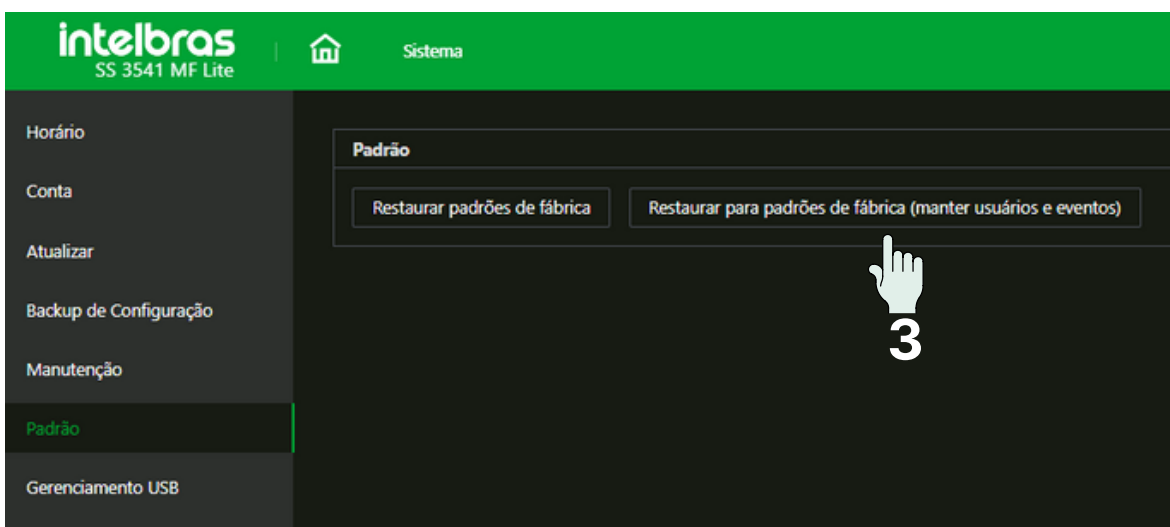 intelbras
SS 3541 MF Lite
Sistema
Horário
Conta
Atualizar
Backup de Configuração
Manutenção
Padrão
Gerenciamento USB
Padrão
Restaurar padrões de fábrica
Restaurar para padrões de fábrica (manter usuários e eventos)
3